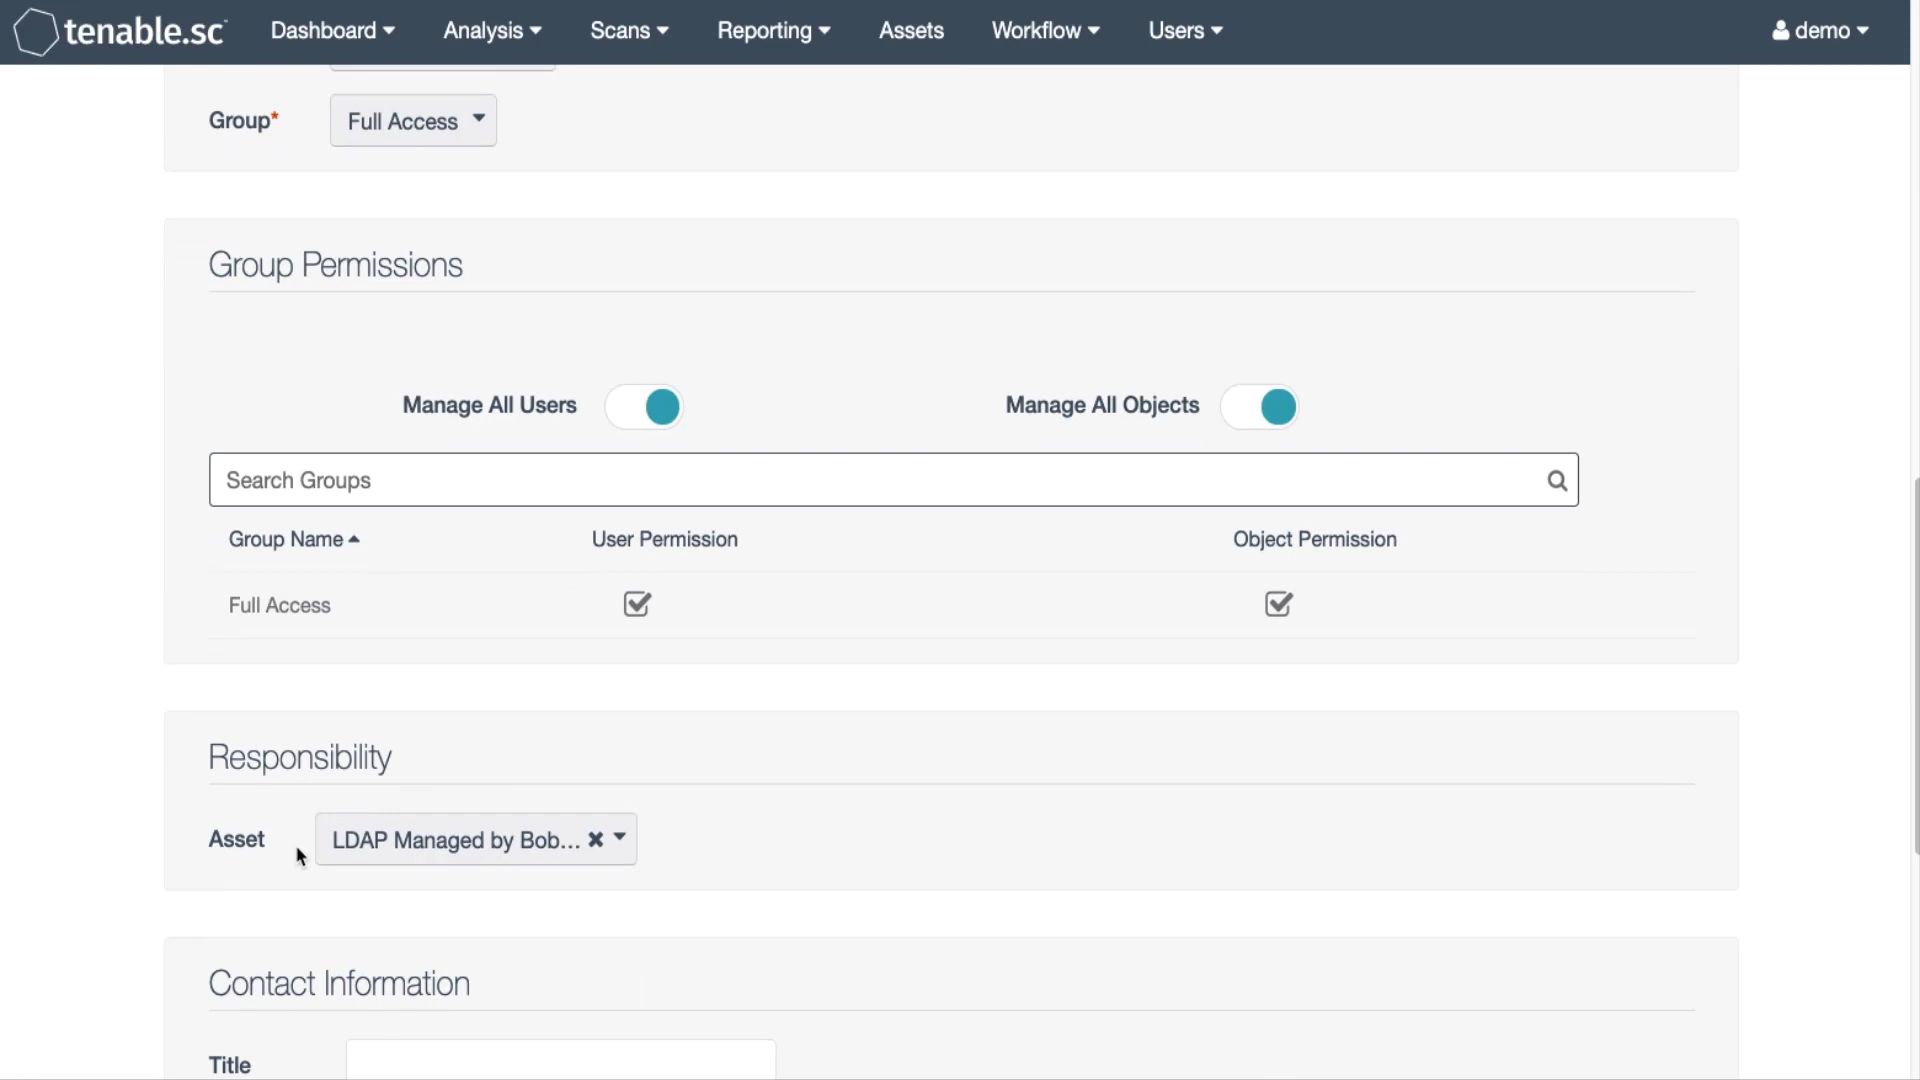 tenable.sc Dashboard Analysis Scans Reporting Assets Workflow Users demo
Group* Full Access
Group Permissions
Manage All Users Manage All Objects
Search Groups
Group Name User Permission Object Permission
Full Access
Responsibility
Asset LDAP Managed by Bob...
Contact Information
Title